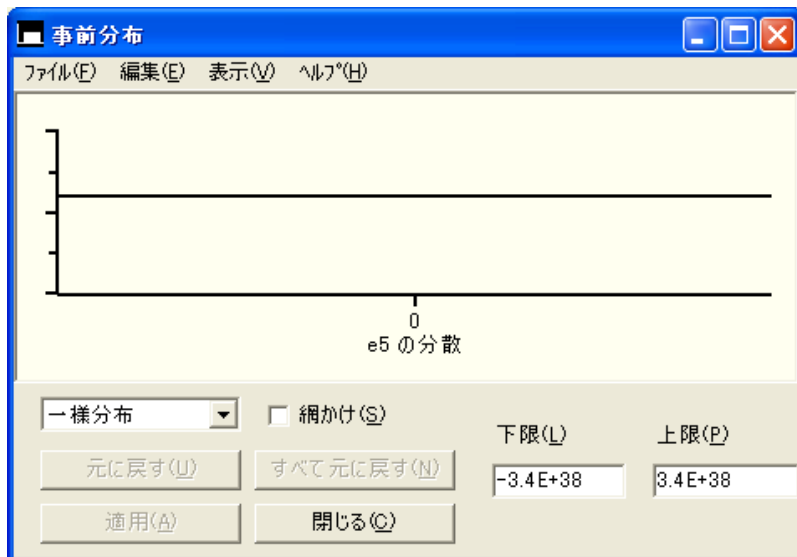 事前分布
ファイル(F) 編集(E) 表示(V) ヘルプ(H)
0
e5 の分散
一様分布
網かけ(S)
下限(L)
上限(P)
元に戻す(U)
すべて元に戻す(N)
-3.4E+38
3.4E+38
適用(A)
閉じる(C)